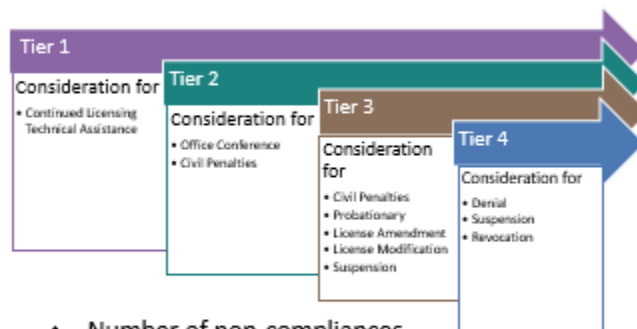 Tier 1
Consideration for
• Continued Licensing
Technical Assistance
Tier 2
Consideration for
• Office Conference
• Civil Penalties
Tier 3
Consideration
for
• Civil Penalties
• Probationary
• License Amendment
• License Modification
• Suspension
Tier 4
Consideration for
• Denial
• Suspension
• Revocation
• Number of non-compliances